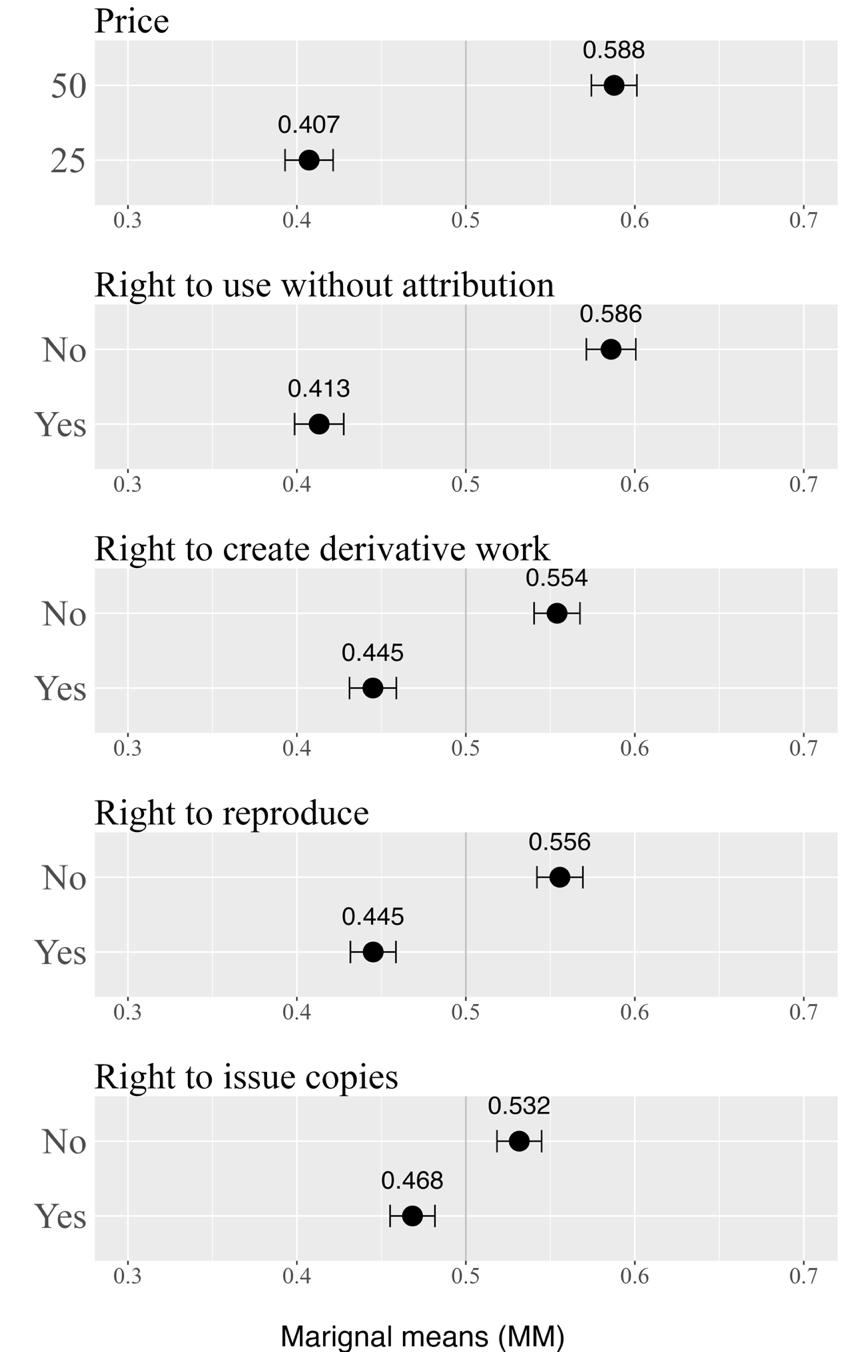 Price
0.588
50
0.407
25
0.3 0.4 0.5 0.6 0.7
Right to use without attribution
0.586
No
0.413
Yes
0.3 0.4 0.5 0.6 0.7
Right to create derivative work
0.554
No
0.445
Yes
0.3 0.4 0.5 0.6 0.7
Right to reproduce
0.556
No
0.445
Yes
0.3 0.4 0.5 0.6 0.7
Right to issue copies
0.532
No
0.468
Yes
0.3 0.4 0.5 0.6 0.7
Marignal means (MM)